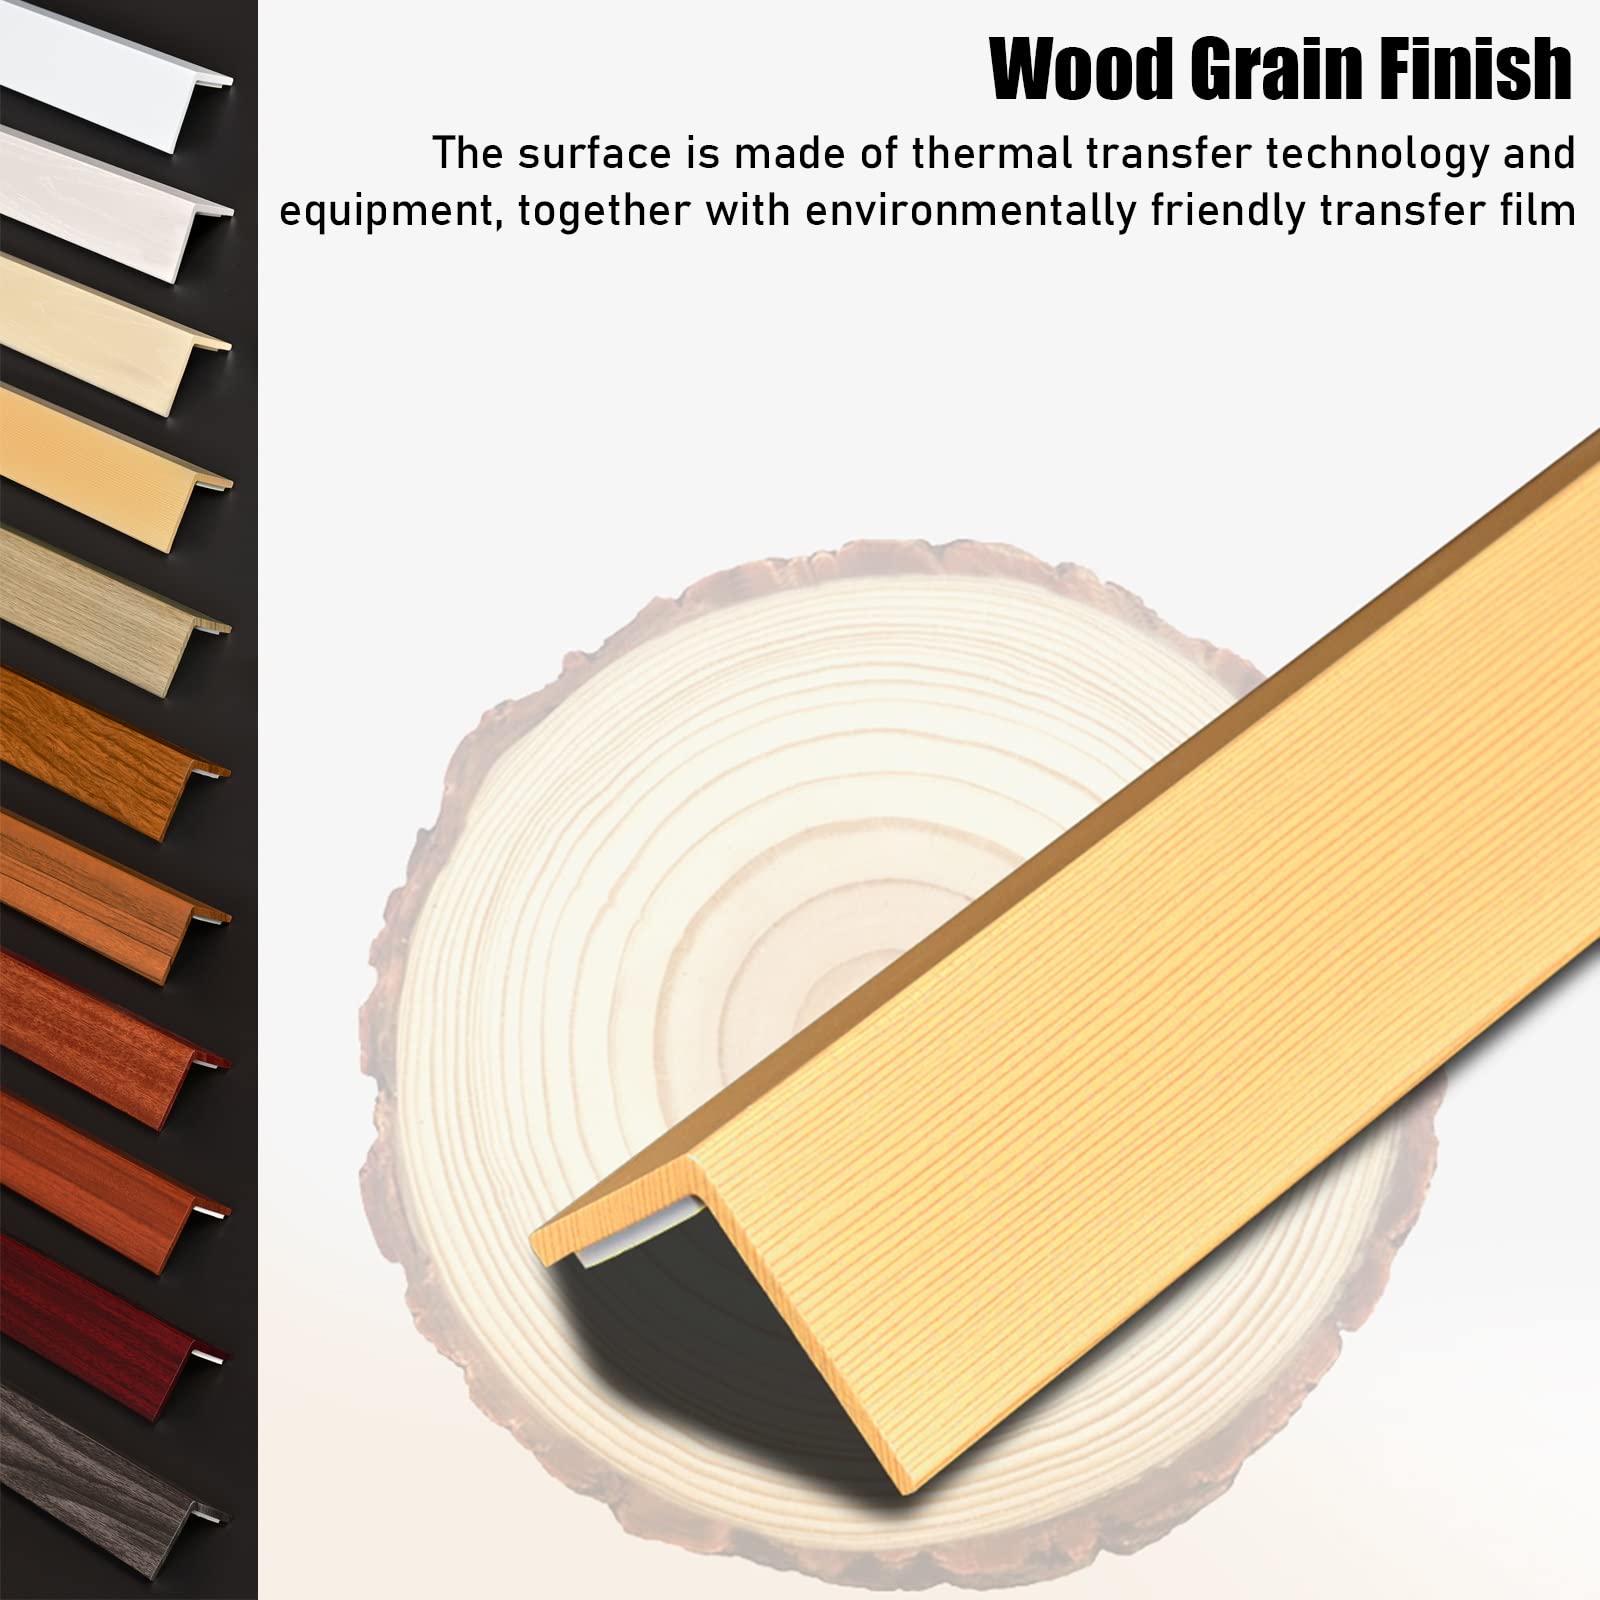 Wood Grain Finish
The surface is made of thermal transfer technology and
equipment, together with environmentally friendly transfer film